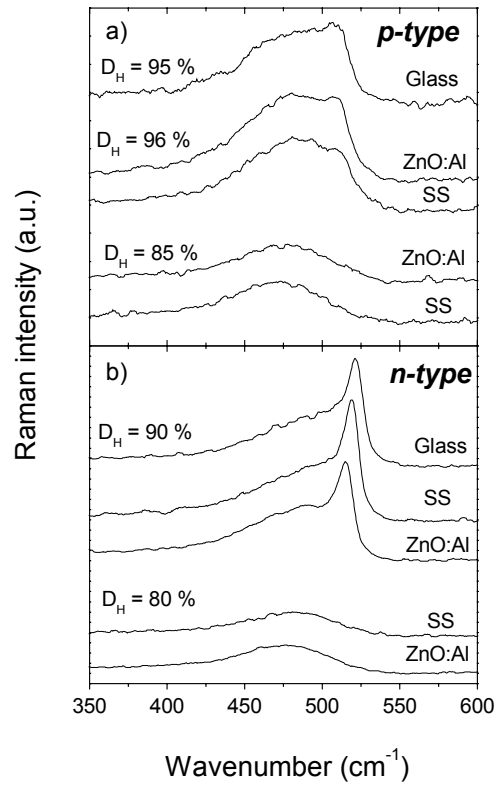 a)
p-type
D_H = 95 %
Glass
D_H = 96 %
ZnO:Al
SS
D_H = 85 %
ZnO:Al
SS
b)
n-type
D_H = 90 %
Glass
SS
ZnO:Al
D_H = 80 %
SS
ZnO:Al
350 400 450 500 550 600
Raman intensity (a.u.)
Wavenumber (cm⁻¹)